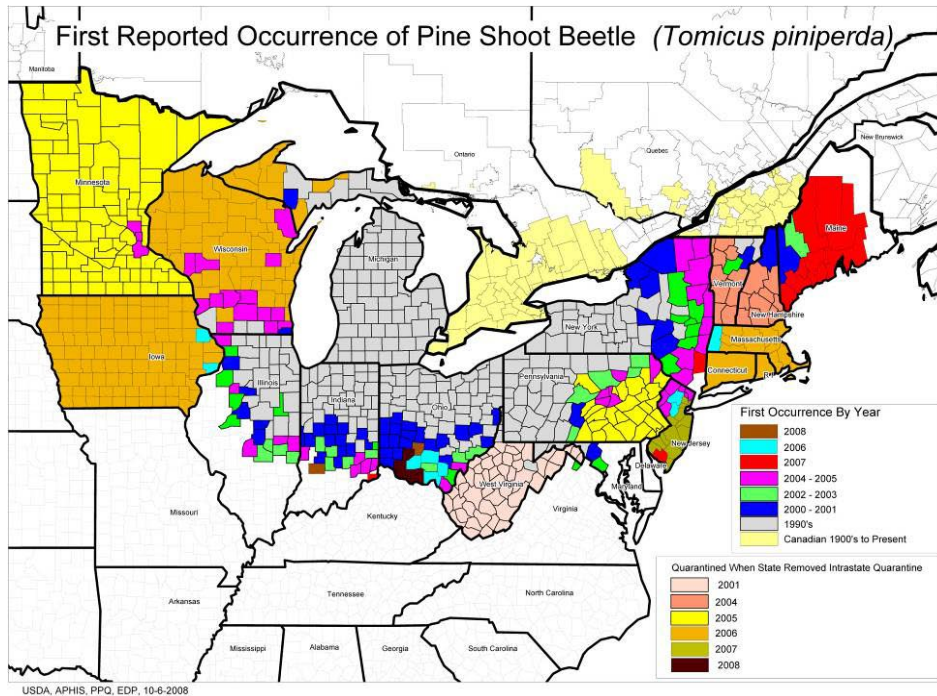 First Reported Occurrence of Pine Shoot Beetle (Tomicus piniperda)
Manitoba
Ontario
Quebec
New Brunswick
Minnesota
Wisconsin
Michigan
Maine
Vermont
New Hampshire
New York
Massachusetts
Connecticut
R.I.
Iowa
Illinois
Indiana
Ohio
Pennsylvania
New Jersey
Delaware
Maryland
West Virginia
Virginia
Missouri
Kentucky
Arkansas
Tennessee
North Carolina
Mississippi
Alabama
Georgia
South Carolina
First Occurrence By Year
2008
2006
2007
2004 - 2005
2002 - 2003
2000 - 2001
1990's
Canadian 1900's to Present
Quarantined When State Removed Intrastate Quarantine
2001
2004
2005
2006
2007
2008
USDA, APHIS, PPQ, EDP, 10-6-2008